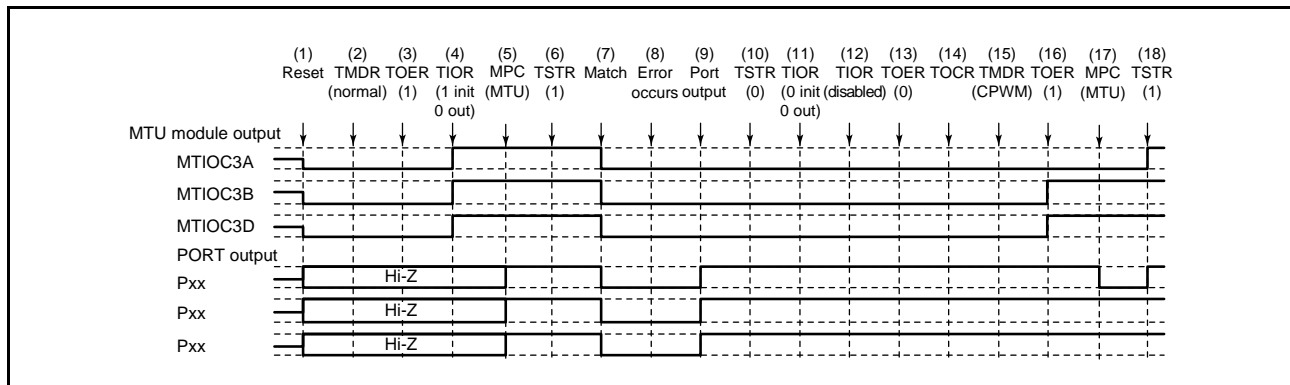 (1) (2) (3) (4) (5) (6) (7) (8) (9) (10) (11) (12) (13) (14) (15) (16) (17) (18)
Reset TMDR TOER TIOR MPC TSTR Match Error Port TSTR TIOR TIOR TOER TOCR TMDR TOER MPC TSTR
(normal) (1) (1 init (MTU) (1) occurs output (0) (0 init (disabled) (0) (CPWM) (1) (MTU) (1)
0 out) 0 out)
MTU module output
MTIOC3A
MTIOC3B
MTIOC3D
PORT output
Pxx Hi-Z
Pxx Hi-Z
Pxx Hi-Z